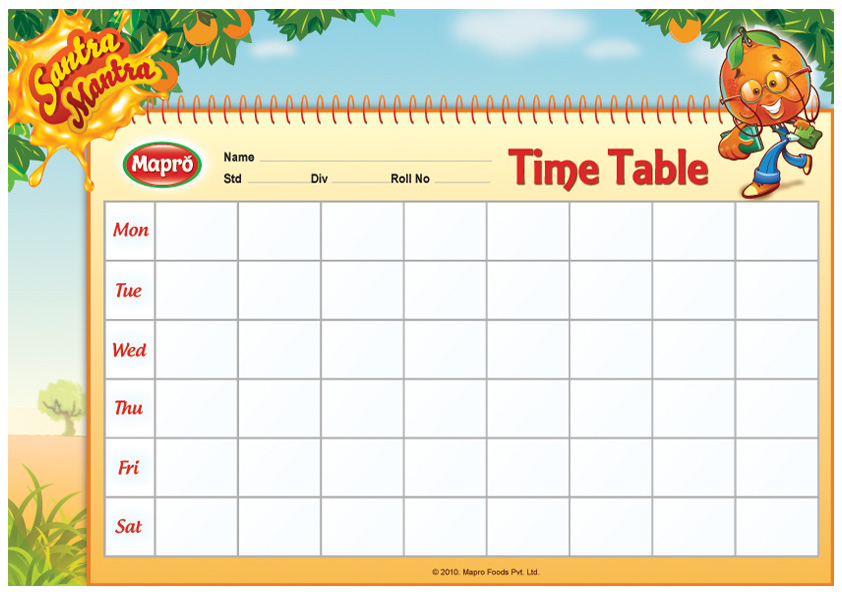 Santra
Mantra
Mapro
Name
Std Div Roll No
Time Table
Mon
Tue
Wed
Thu
Fri
Sat
© 2010. Mapro Foods Pvt. Ltd.